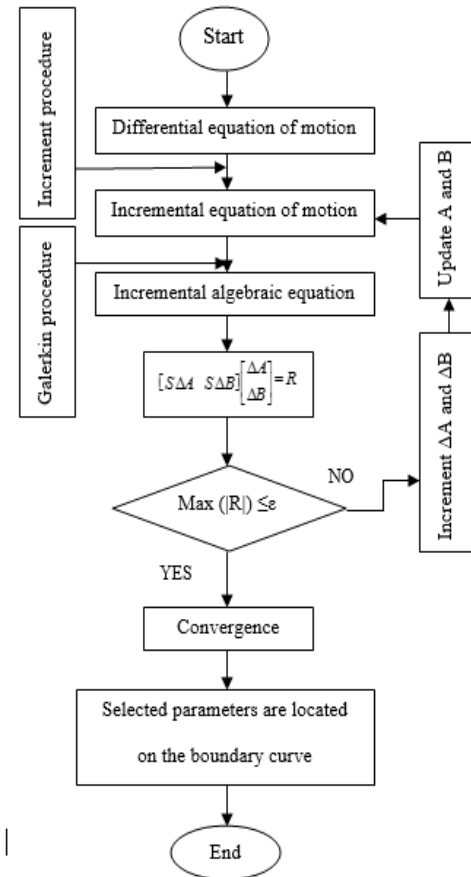 Start
Increment procedure
Differential equation of motion
Incremental equation of motion
Update A and B
Galerkin procedure
Incremental algebraic equation
[SΔA SΔB][ΔA
ΔB]=R
Increment ΔA and ΔB
Max (|R|) ≤ε
NO
YES
Convergence
Selected parameters are located
on the boundary curve
End